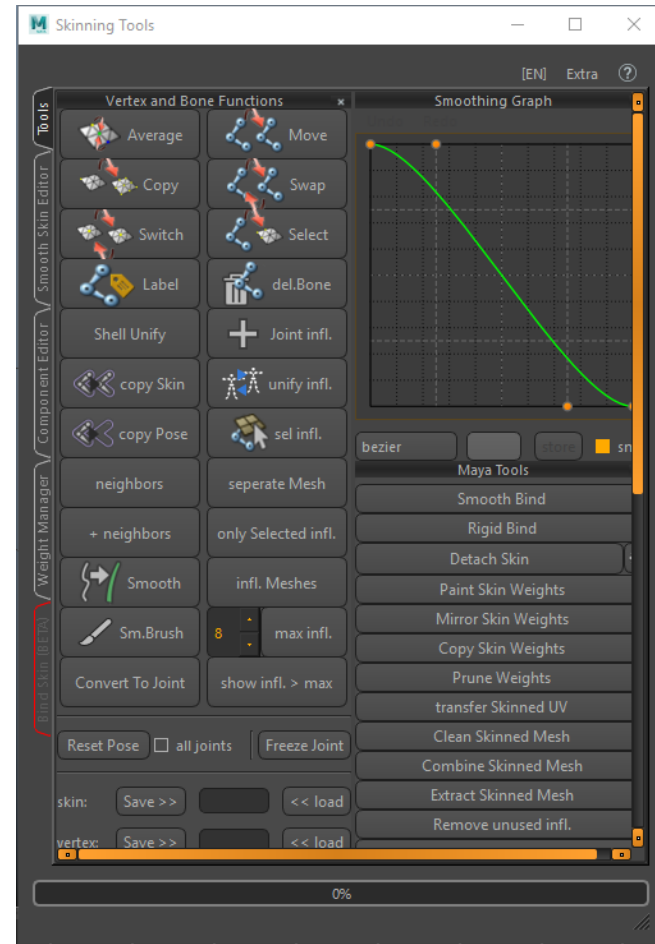 Skinning Tools
[EN] Extra ?
Tools
Smooth Skin Editor
Component Editor
Weight Manager
Bind Skin (BETA)
Vertex and Bone Functions
Average Move
Copy Swap
Switch Select
Label del.Bone
Shell Unify Joint infl.
copy Skin unify infl.
copy Pose sel infl.
neighbors seperate Mesh
+ neighbors only Selected infl.
Smooth infl. Meshes
Sm.Brush 8 max infl.
Convert To Joint show infl. > max
Reset Pose all joints Freeze Joint
skin: Save >> << load
vertex: Save >> << load
Smoothing Graph
bezier store sn
Maya Tools
Smooth Bind
Rigid Bind
Detach Skin
Paint Skin Weights
Mirror Skin Weights
Copy Skin Weights
Prune Weights
transfer Skinned UV
Clean Skinned Mesh
Combine Skinned Mesh
Extract Skinned Mesh
Remove unused infl.
0%